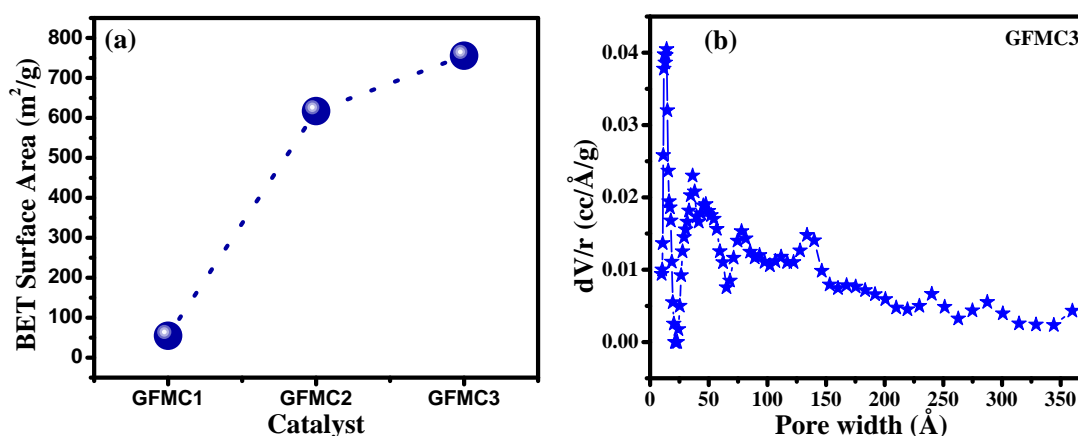 (a)
BET Surface Area (m²/g)
800
700
600
500
400
300
200
100
0
GFMC1 GFMC2 GFMC3
Catalyst
(b)
GFMC3
dV/r (cc/Å/g)
0.04
0.03
0.02
0.01
0.00
0 50 100 150 200 250 300 350
Pore width (Å)